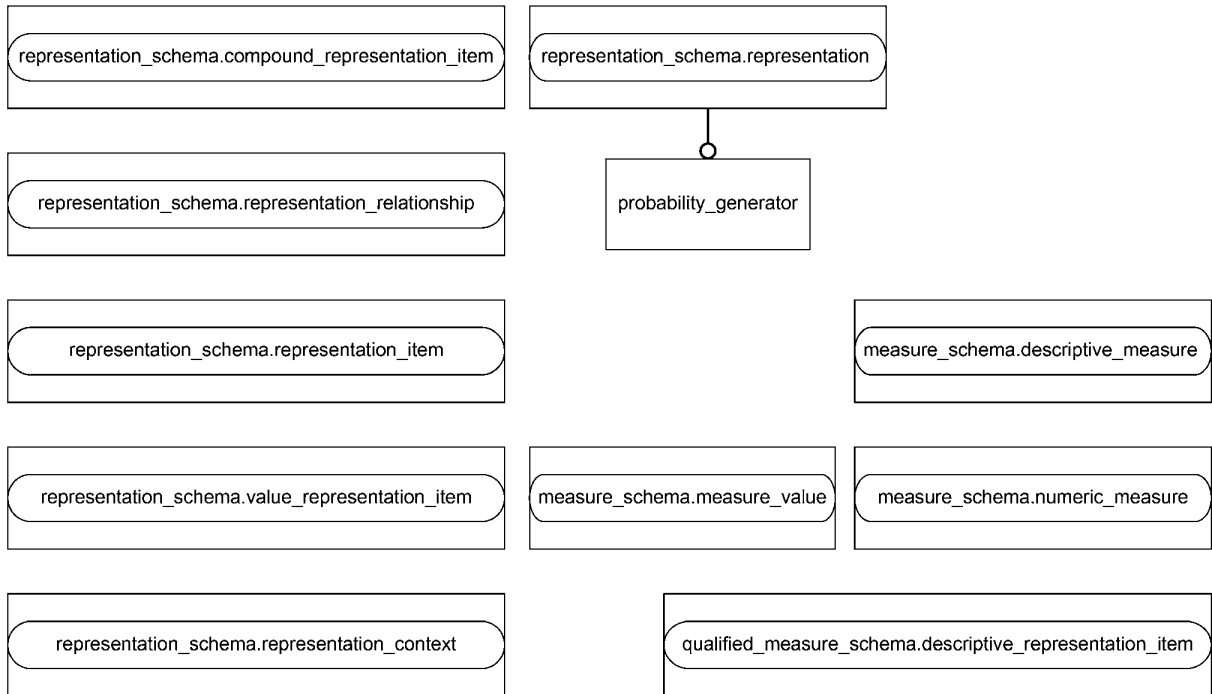 representation_schema.compound_representation_item
representation_schema.representation
representation_schema.representation_relationship
probability_generator
representation_schema.representation_item
measure_schema.descriptive_measure
representation_schema.value_representation_item
measure_schema.measure_value
measure_schema.numeric_measure
representation_schema.representation_context
qualified_measure_schema.descriptive_representation_item